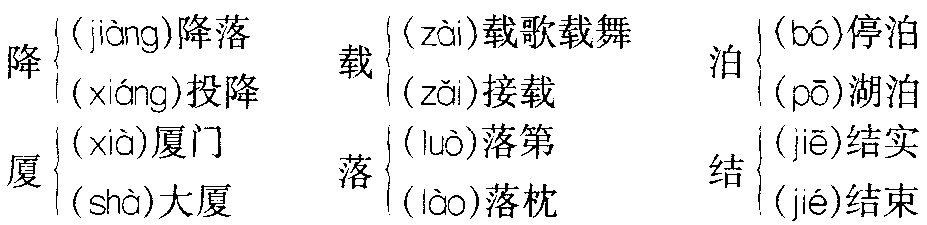 降 (jiàng)降落 载 (zài)载歌载舞 泊 (bó)停泊
(xiáng)投降 (zǎi)接载 (pō)湖泊
厦 (xià)厦门 落 (luò)落第 结 (jiē)结实
(shà)大厦 (lào)落枕 (jié)结束